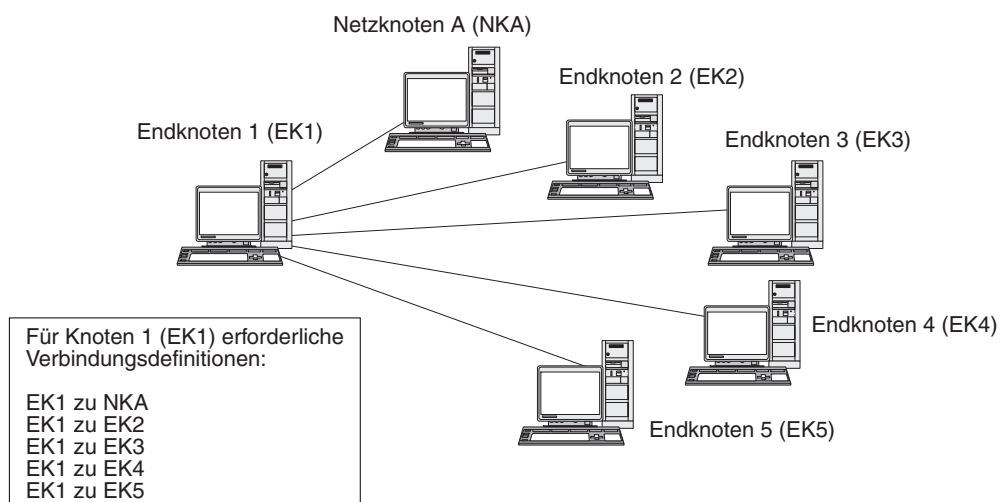 Netzknoten A (NKA)
Endknoten 2 (EK2)
Endknoten 1 (EK1)
Endknoten 3 (EK3)
Endknoten 4 (EK4)
Endknoten 5 (EK5)
Für Knoten 1 (EK1) erforderliche
Verbindungsdefinitionen:
EK1 zu NKA
EK1 zu EK2
EK1 zu EK3
EK1 zu EK4
EK1 zu EK5